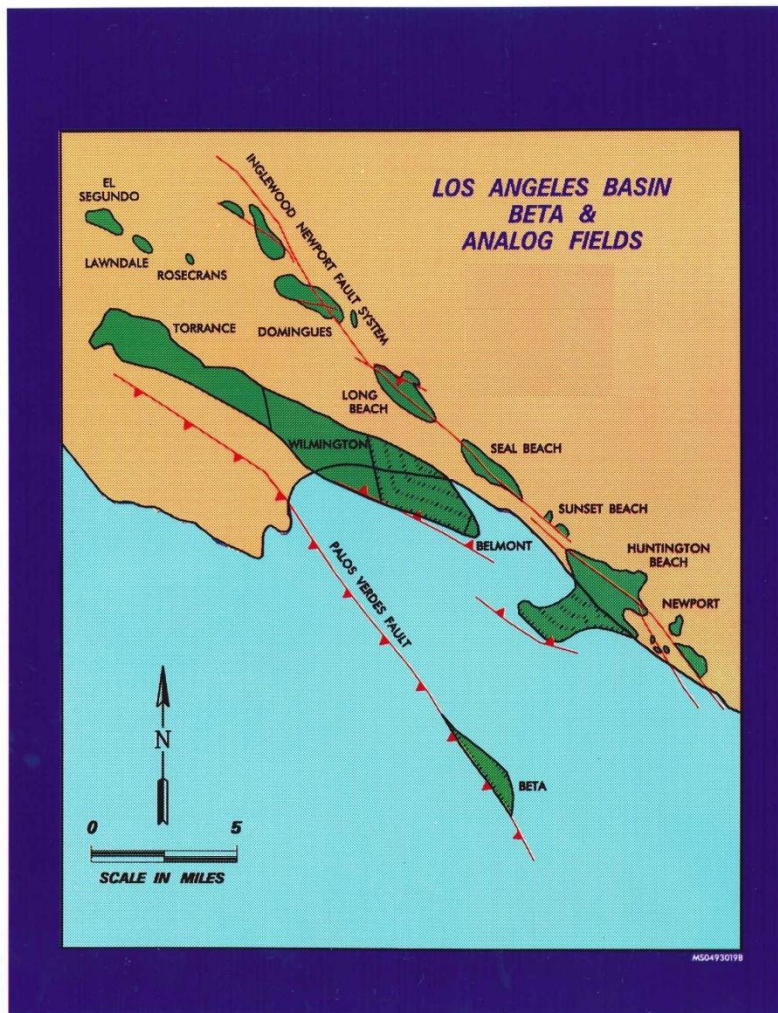 LOS ANGELES BASIN
BETA &
ANALOG FIELDS
INGLEWOOD NEWPORT FAULT SYSTEM
EL
SEGUNDO
LAWNDALE
ROSECRANS
TORRANCE
DOMINGUES
LONG
BEACH
WILMINGTON
SEAL BEACH
SUNSET BEACH
BELMONT
HUNTINGTON
BEACH
NEWPORT
PALOS VERDES FAULT
BETA
N
0 5
SCALE IN MILES
MS0493019B